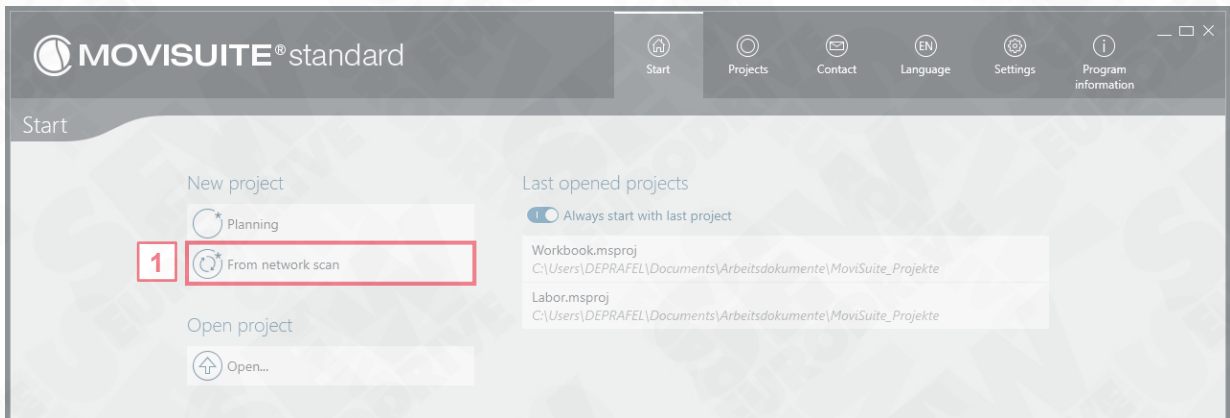 MOVISUITE® standard
Start
Projects
Contact
EN
Language
Settings
Program
information
Start
New project
Planning
1
From network scan
Open project
Open...
Last opened projects
Always start with last project
Workbook.msproj
C:\Users\DEPRAFEL\Documents\Arbeitsdokumente\MoviSuite_Projekte
Labor.msproj
C:\Users\DEPRAFEL\Documents\Arbeitsdokumente\MoviSuite_Projekte